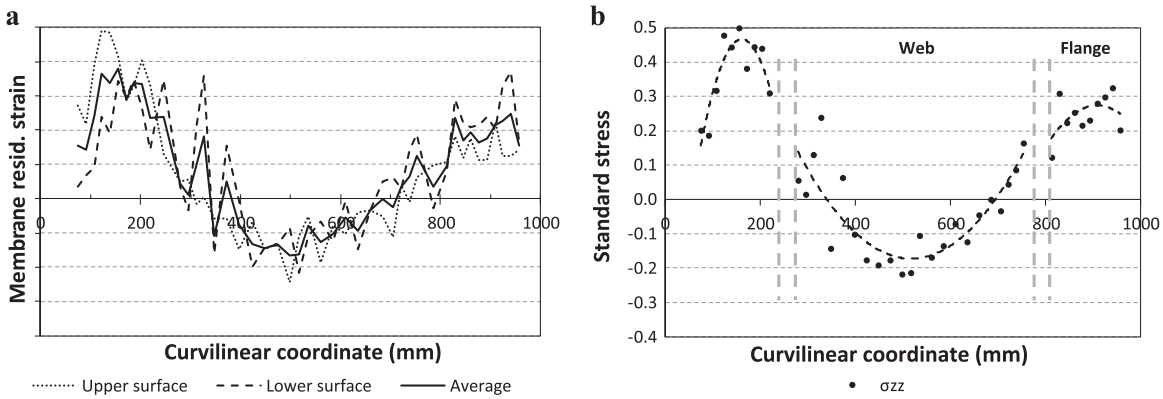 a
Membrane resid. strain
0 200 400 600 800 1000
Curvilinear coordinate (mm)
Upper surface Lower surface Average
b
Standard stress
0.5
0.4
0.3
0.2
0.1
0.0
-0.1
-0.2
-0.3
-0.4
Web Flange
0 200 400 600 800 1000
Curvilinear coordinate (mm)
σzz